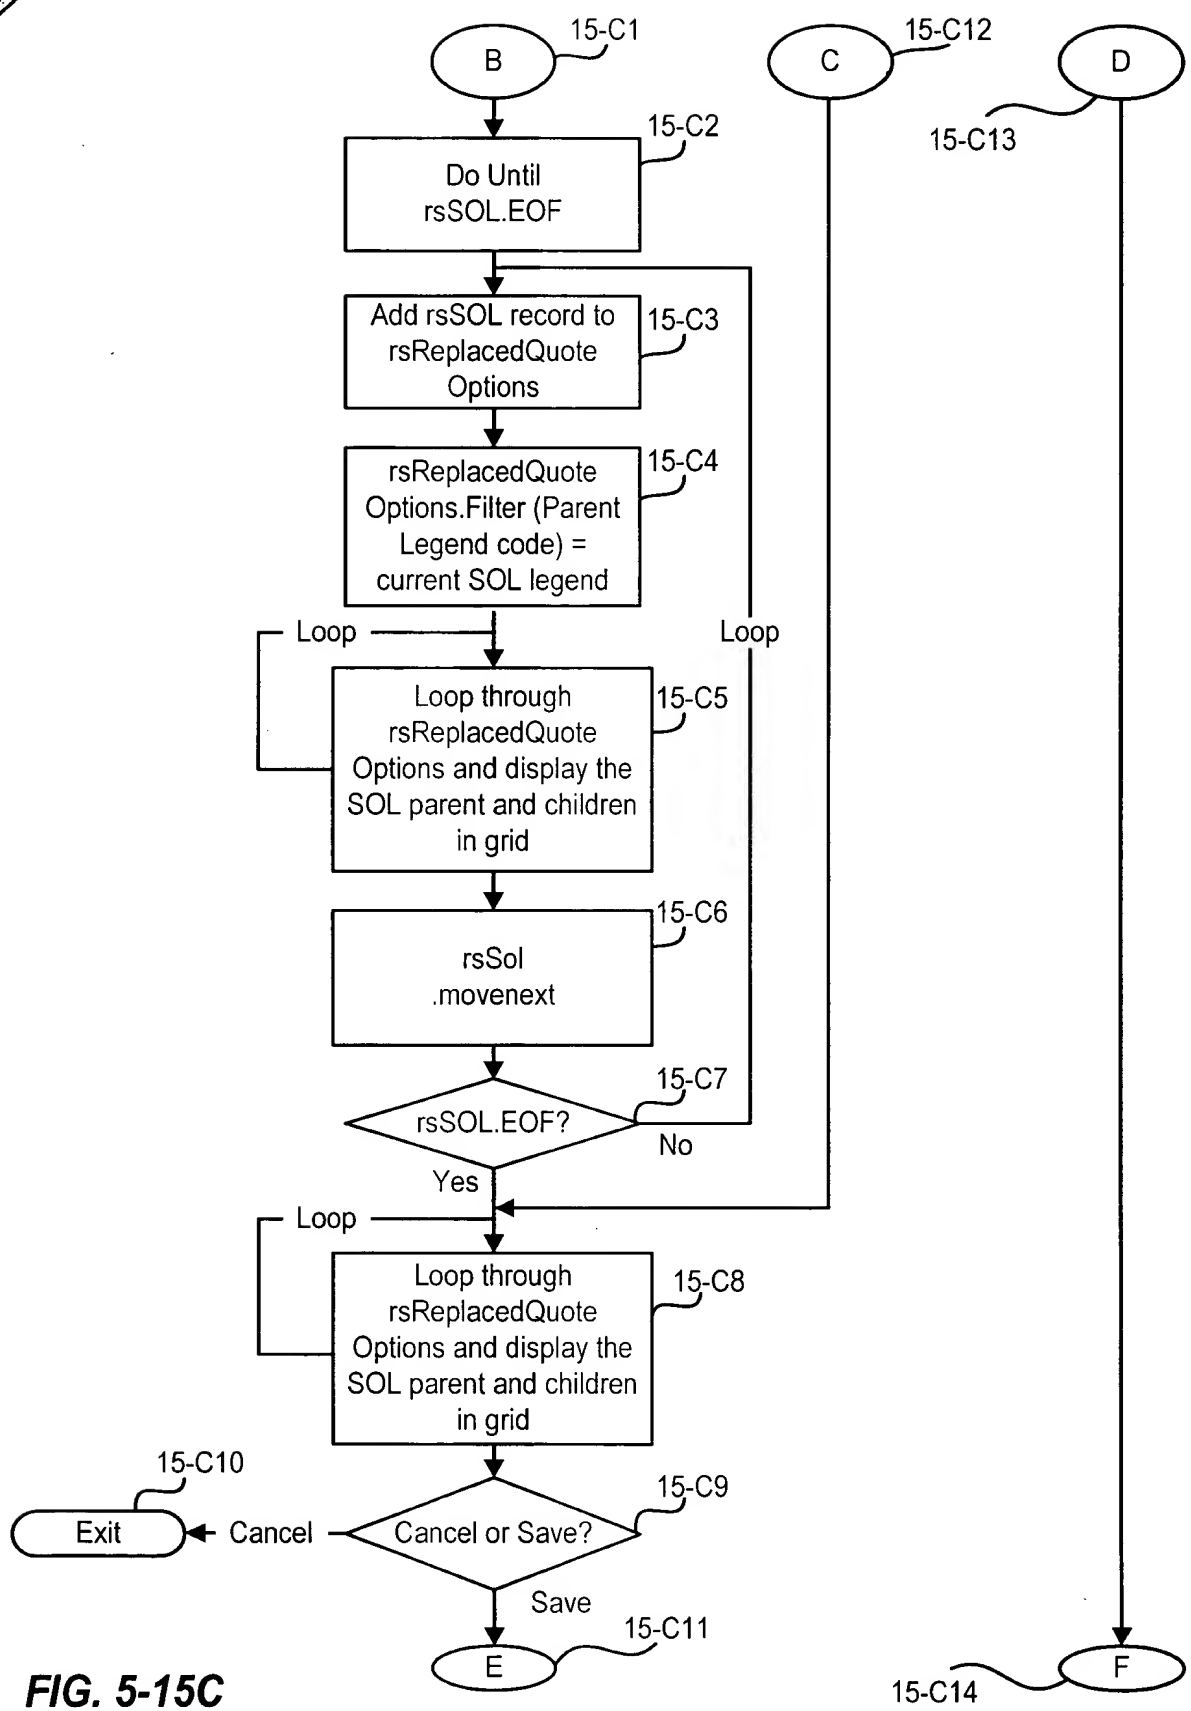 15-C1
B
15-C12
C
D
15-C13
15-C2
Do Until
rsSOL.EOF
15-C3
Add rsSOL record to
rsReplacedQuote
Options
15-C4
rsReplacedQuote
Options.Filter (Parent
Legend code) =
current SOL legend
Loop
Loop
15-C5
Loop through
rsReplacedQuote
Options and display the
SOL parent and children
in grid
15-C6
rsSol
.movenext
15-C7
rsSOL.EOF?
No
Yes
Loop
15-C8
Loop through
rsReplacedQuote
Options and display the
SOL parent and children
in grid
15-C10
Exit
Cancel
15-C9
Cancel or Save?
Save
15-C11
E
F
15-C14
FIG. 5-15C